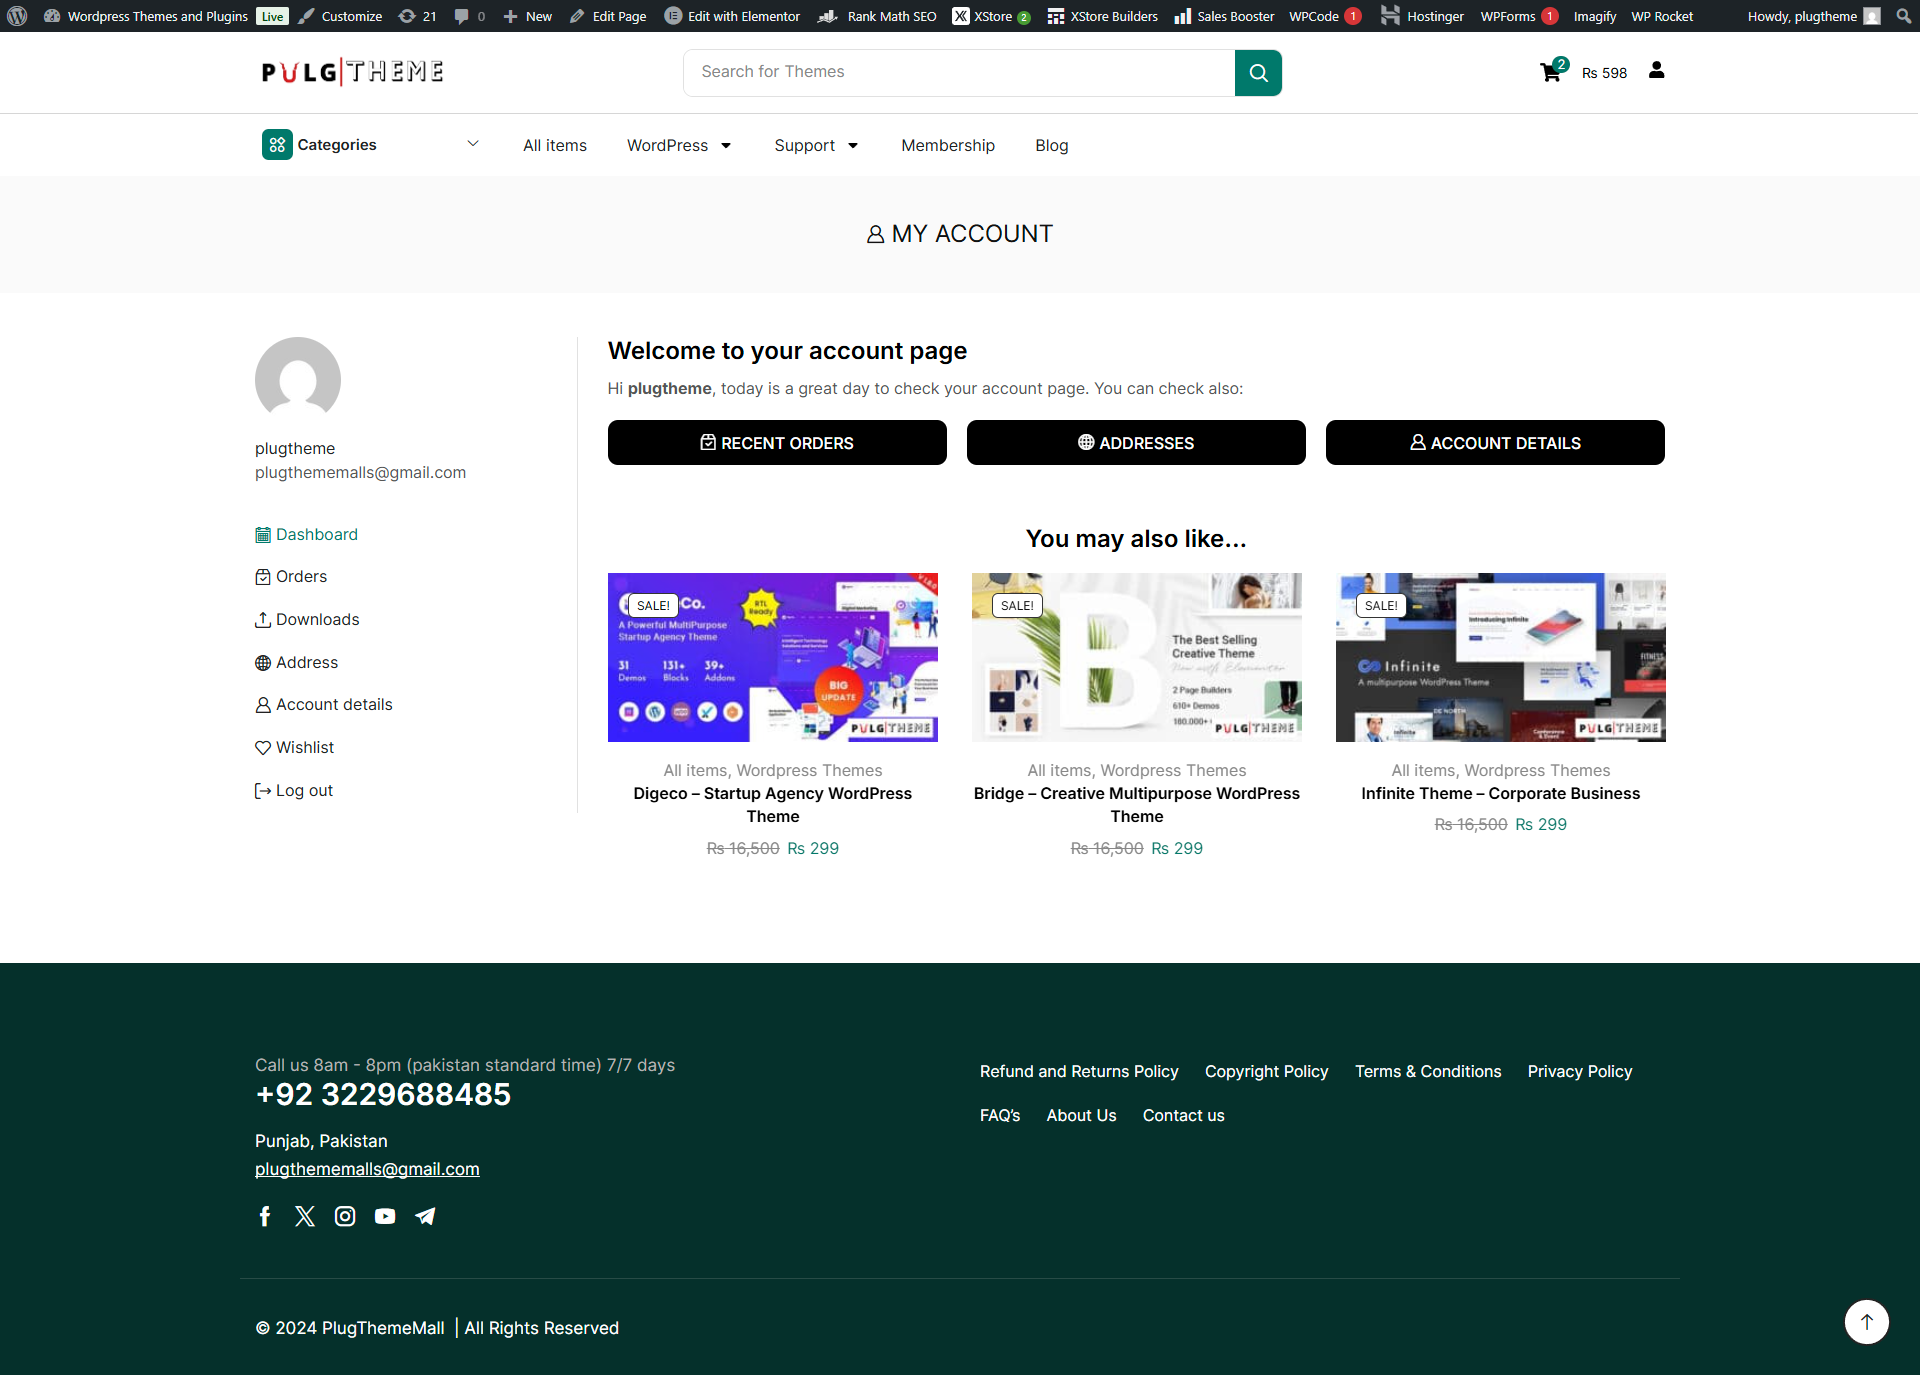 Wordpress Themes and Plugins Live Customize 21 0 New Edit Page Edit with Elementor Rank Math SEO XStore 2 XStore Builders Sales Booster WPCode 1 Hostinger WPForms 1 Imagify WP Rocket Howdy, plugtheme
PULG|THEME
Search for Themes
2
₨ 598
Categories
All items WordPress Support Membership Blog
MY ACCOUNT
plugtheme
plugthememalls@gmail.com
Dashboard
Orders
Downloads
Address
Account details
Wishlist
Log out
Welcome to your account page
Hi plugtheme, today is a great day to check your account page. You can check also:
RECENT ORDERS
ADDRESSES
ACCOUNT DETAILS
You may also like...
SALE!
Co.
RTL
Ready
A Powerful MultiPurpose
Startup Agency Theme
31 131+ 39+
Demos Blocks Addons
BIG
UPDATE
PULG|THEME
All items, Wordpress Themes
Digeco – Startup Agency WordPress
Theme
₨ 16,500 ₨ 299
SALE!
B
The Best Selling
Creative Theme
Now with Elementor
2 Page Builders
610+ Demos
180.000+
PULG|THEME
All items, Wordpress Themes
Bridge – Creative Multipurpose WordPress
Theme
₨ 16,500 ₨ 299
SALE!
Introducing Infinite
Infinite
A multipurpose WordPress Theme
FITNESS
DE NORTH
Infinite
Conference
& Event
PULG|THEME
All items, Wordpress Themes
Infinite Theme – Corporate Business
₨ 16,500 ₨ 299
Call us 8am - 8pm (pakistan standard time) 7/7 days
+92 3229688485
Punjab, Pakistan
plugthememalls@gmail.com
Refund and Returns Policy Copyright Policy Terms & Conditions Privacy Policy
FAQ's About Us Contact us
© 2024 PlugThemeMall | All Rights Reserved